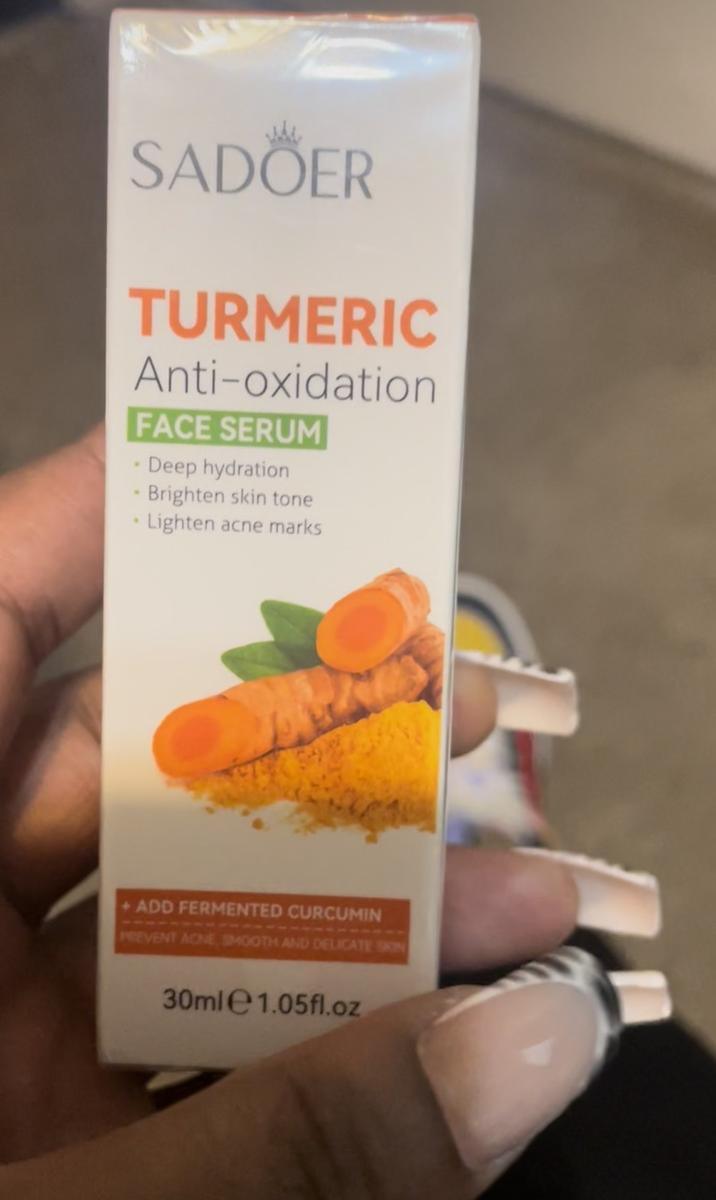 SADOER
TURMERIC
Anti-oxidation
FACE SERUM
· Deep hydration
· Brighten skin tone
· Lighten acne marks
+ ADD FERMENTED CURCUMIN
PREVENT ACNE, SMOOTH AND DELICATE SKIN
30ml℮1.05fl.oz